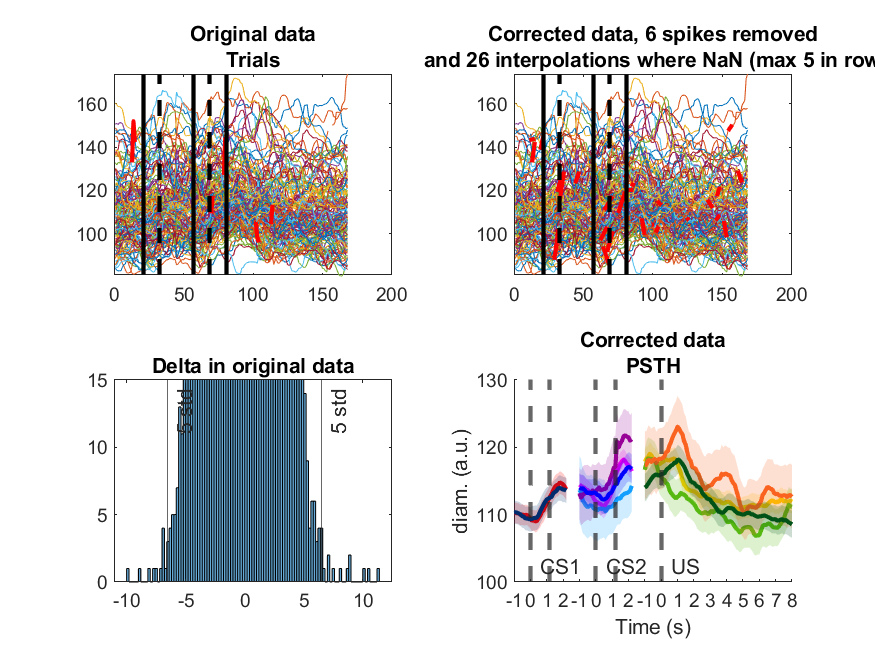 Original data
Trials
160
140
120
100
0
50
100
150
200
Corrected data, 6 spikes removed
and 26 interpolations where NaN (max 5 in row
160
140
120
100
0
50
100
150
200
Delta in original data
15
10
5
0
5 std
5 std
-10
-5
0
5
10
Corrected data
PSTH
diam. (a.u.)
130
120
110
100
CS1
CS2
US
-1 0 1 2 -1 0 1 2 -1 0 1 2 3 4 5 6 7 8
Time (s)